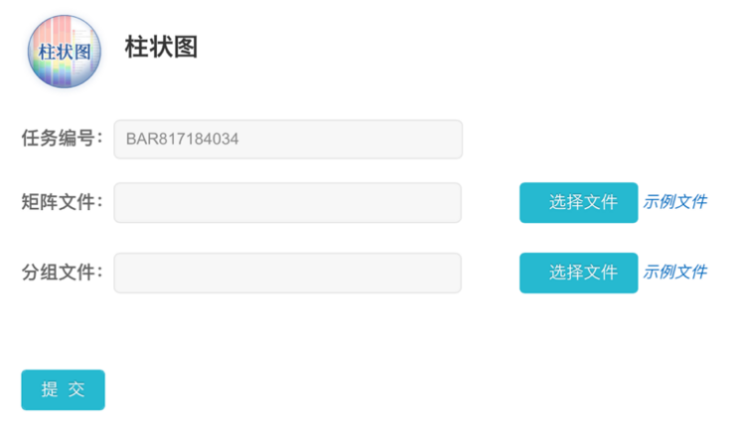 柱状图
柱状图
任务编号： BAR817184034
矩阵文件： 选择文件 示例文件
分组文件： 选择文件 示例文件
提 交